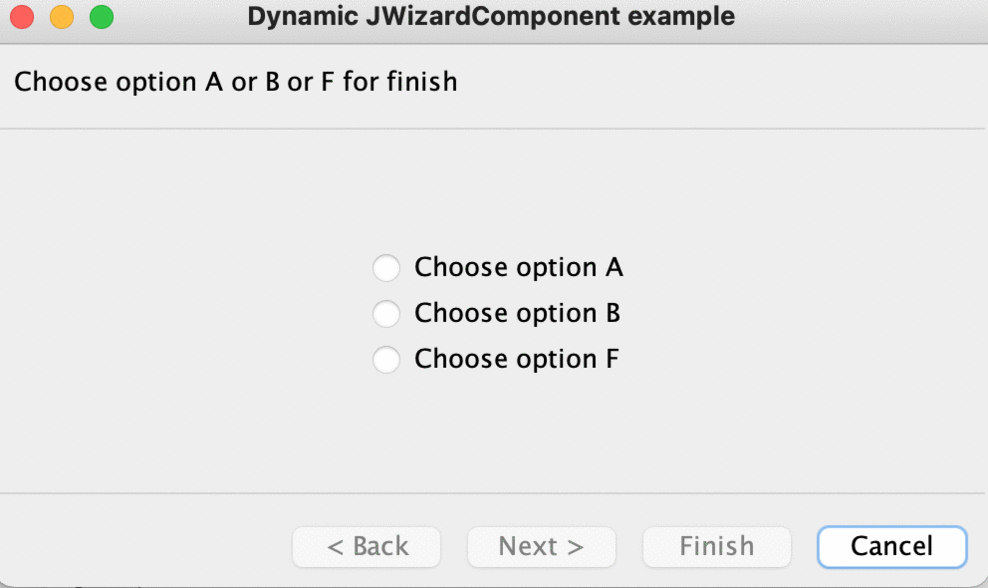 Dynamic JWizardComponent example
Choose option A or B or F for finish
Choose option A
Choose option B
Choose option F
< Back Next > Finish Cancel